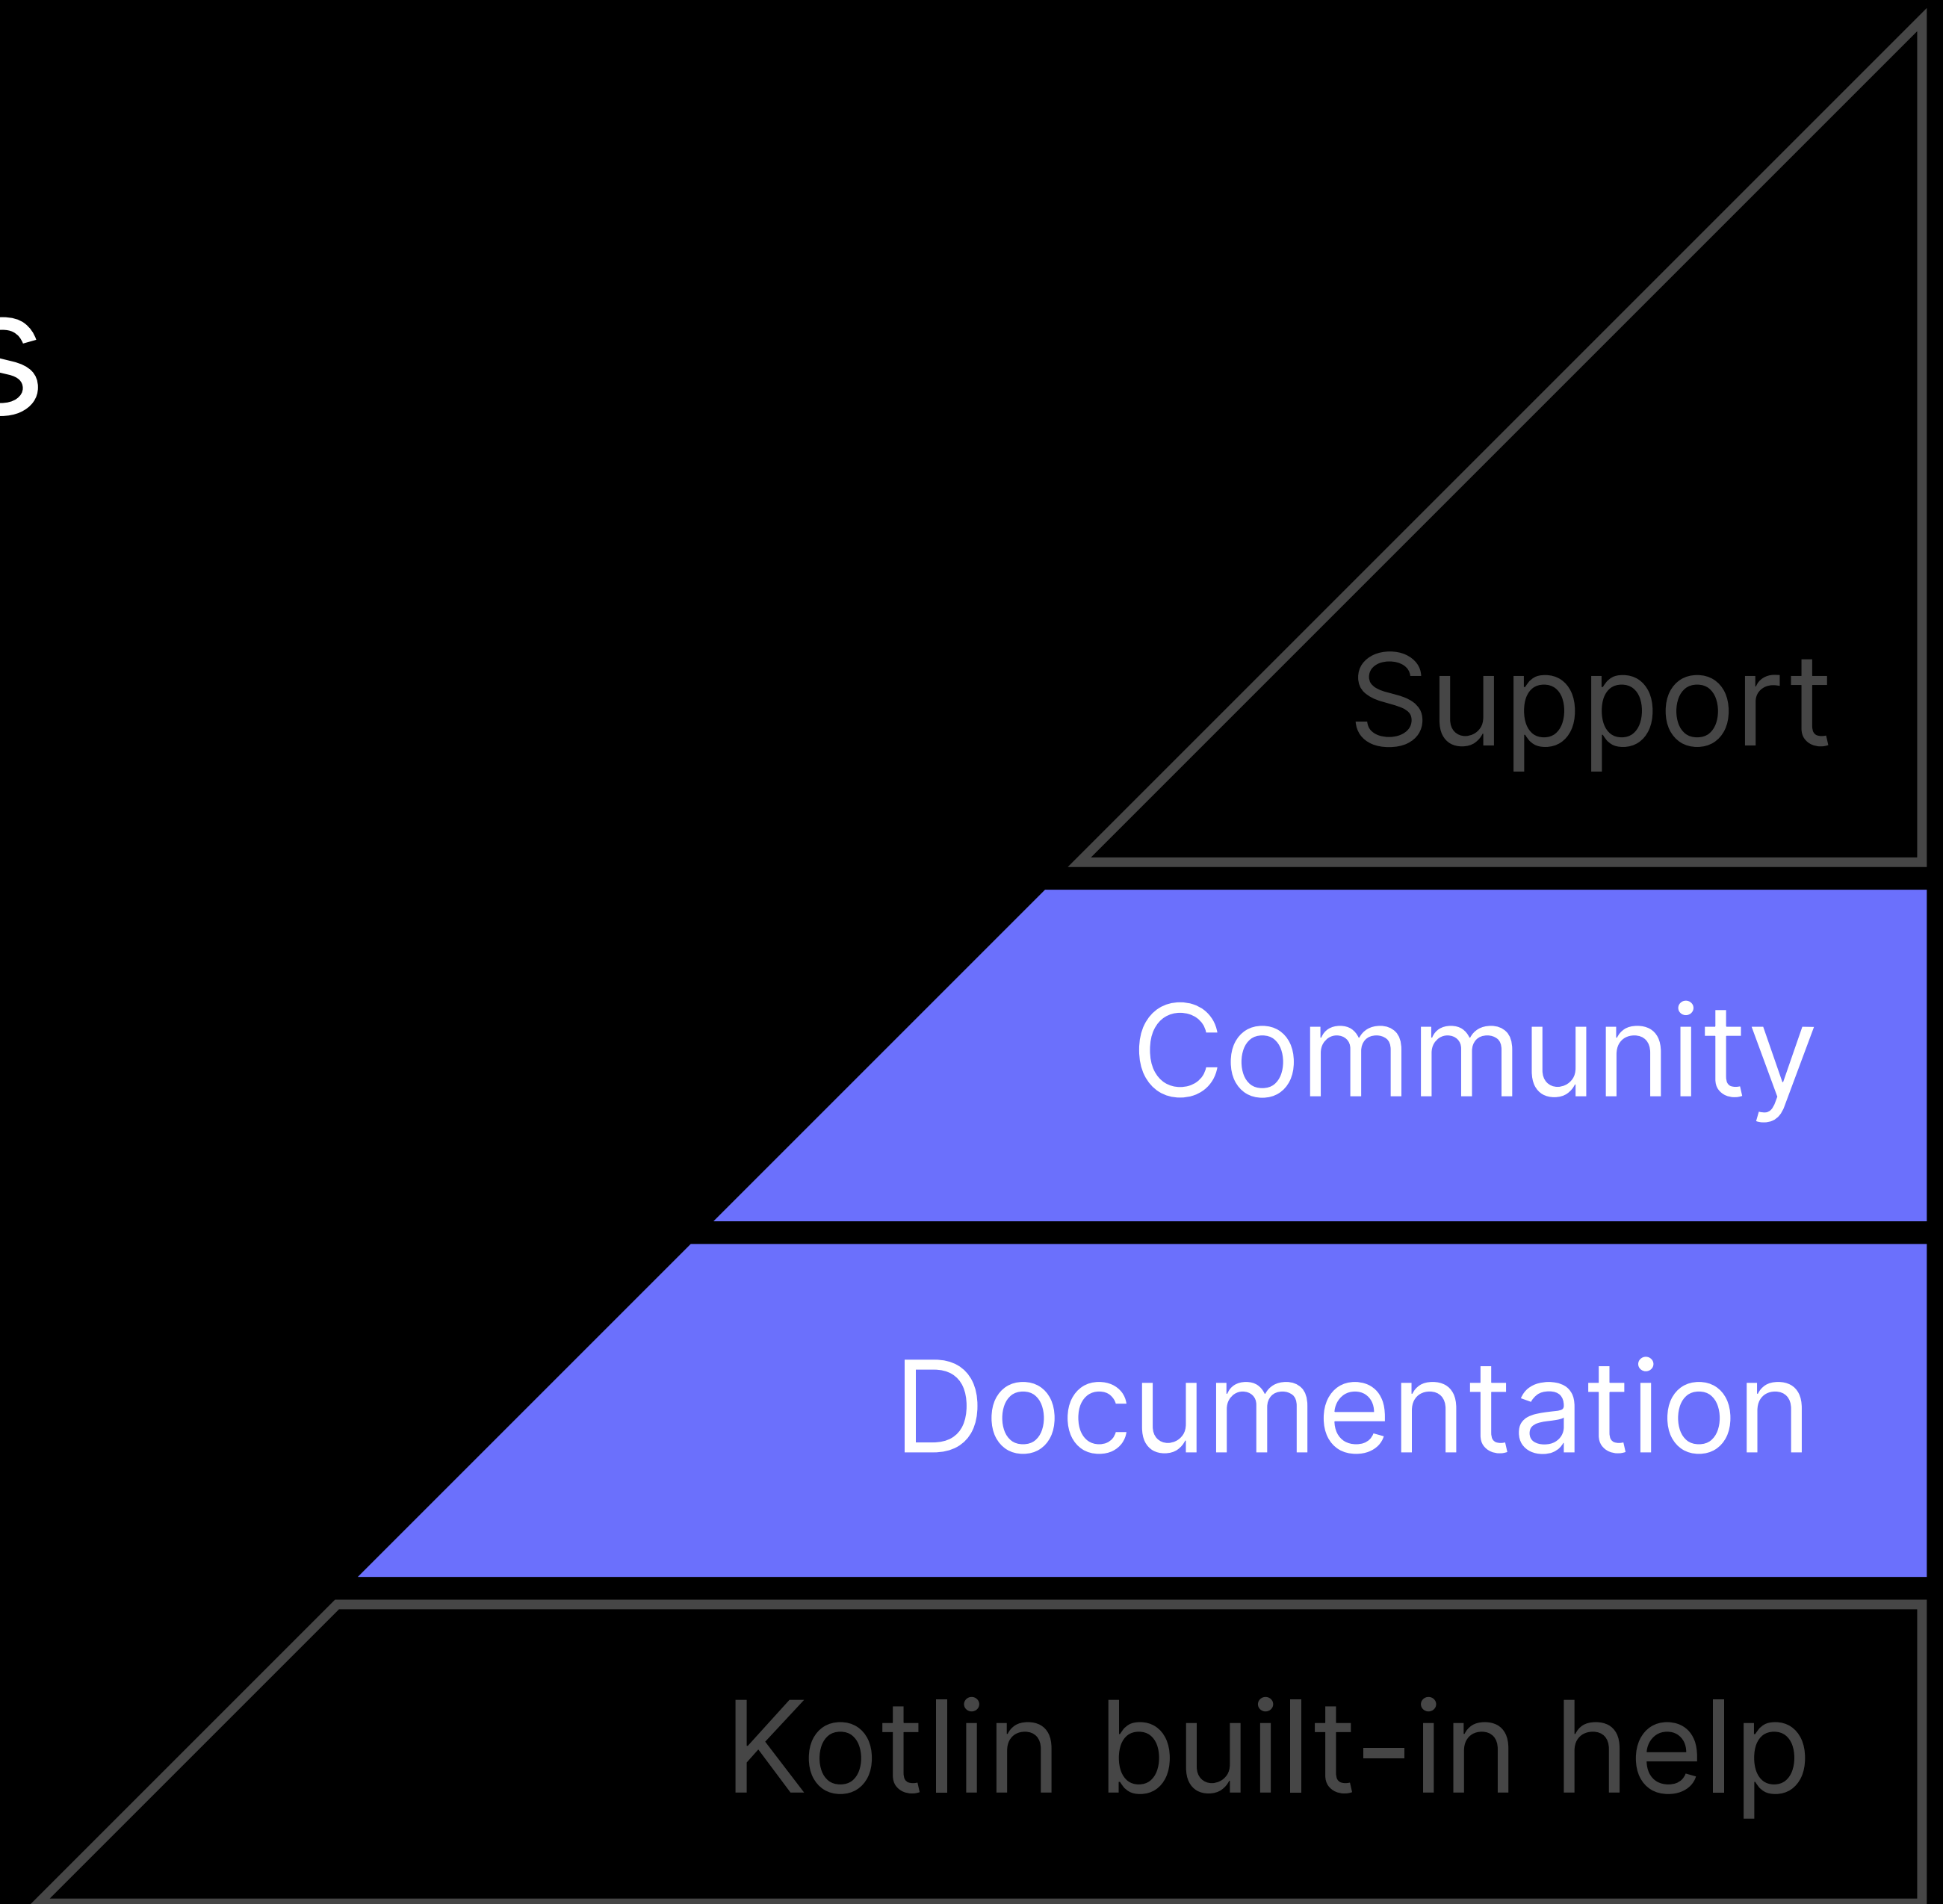 s
Support
Community
Documentation
Kotlin built-in help